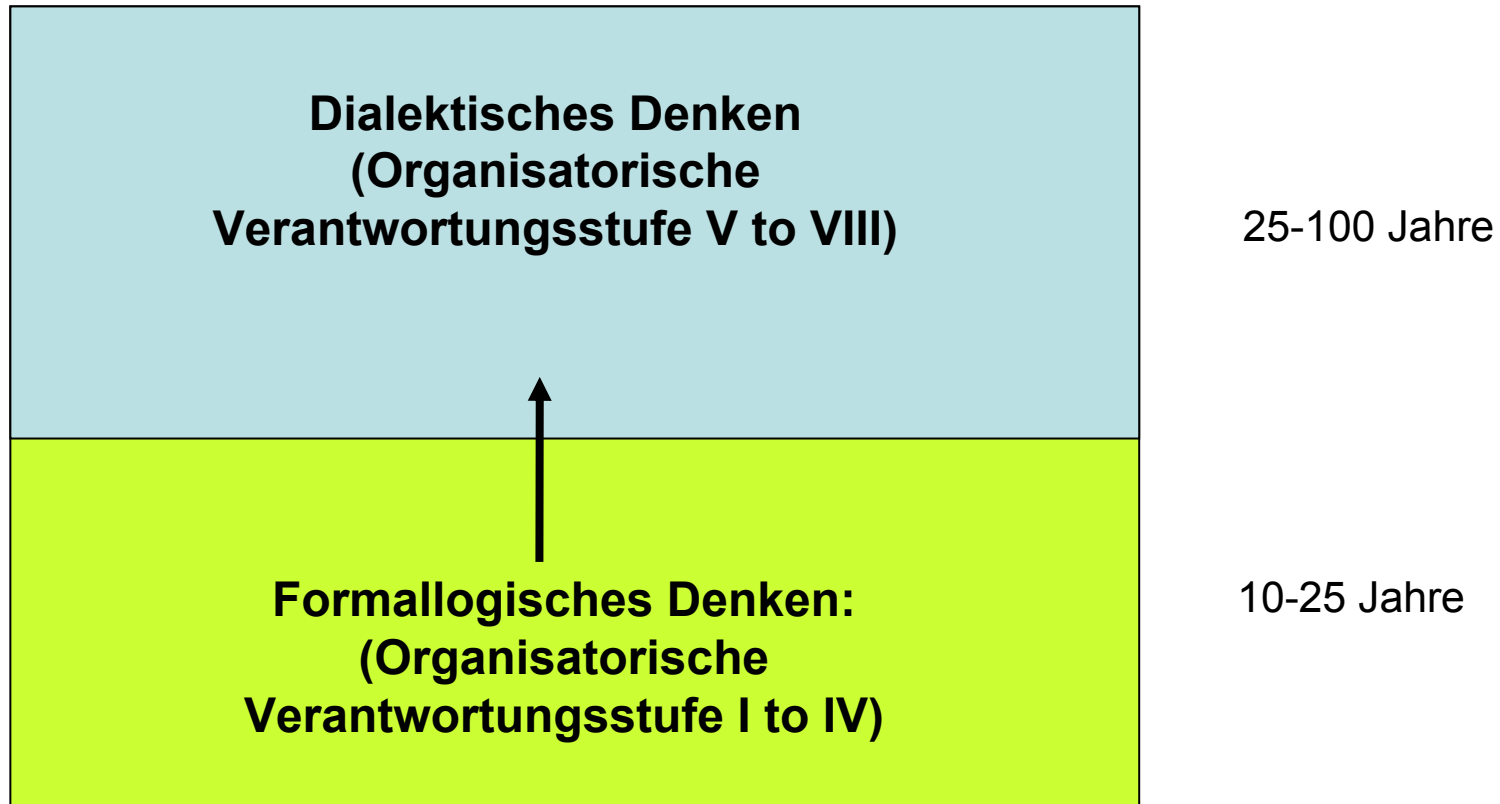 Dialektisches Denken
(Organisatorische
Verantwortungsstufe V to VIII)
25-100 Jahre
Formallogisches Denken:
10-25 Jahre
(Organisatorische
Verantwortungsstufe I to IV)